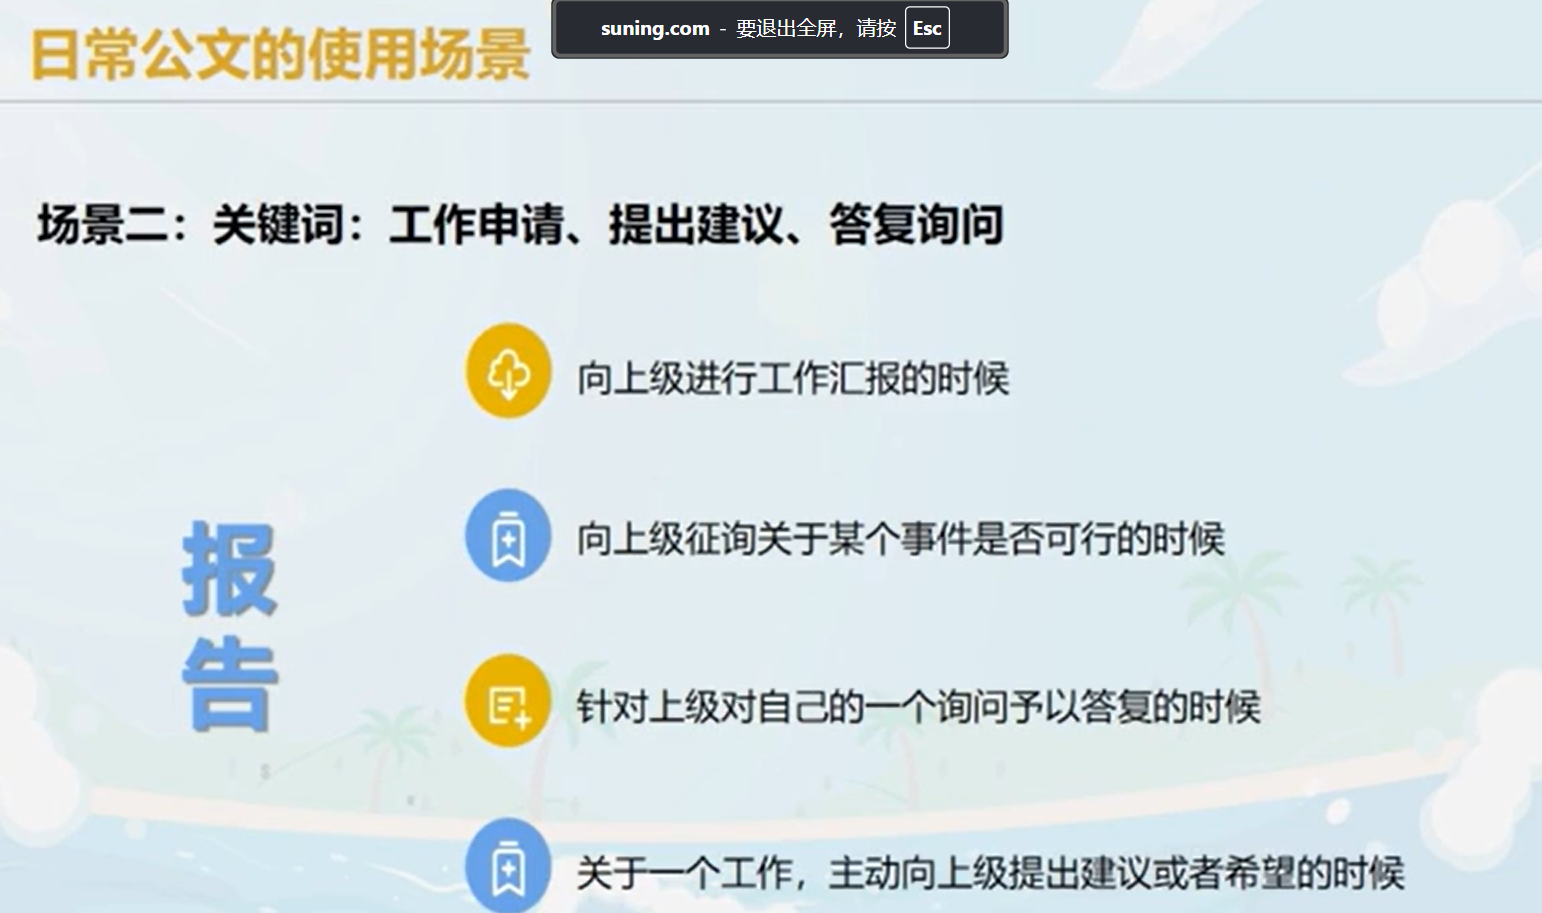 日常公文的使用场景
suning.com - 要退出全屏，请按 Esc
场景二：关键词：工作申请、提出建议、答复询问
向上级进行工作汇报的时候
向上级征询关于某个事件是否可行的时候
报告
针对上级对自己的一个询问予以答复的时候
关于一个工作，主动向上级提出建议或者希望的时候